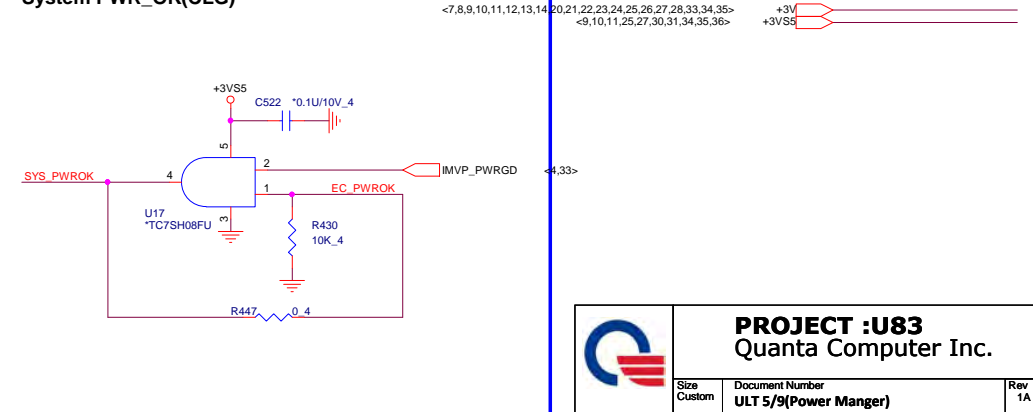 System PWR_OK(CLG)
<7,8,9,10,11,12,13,14,20,21,22,23,24,25,26,27,28,33,34,35> +3V
<9,10,11,25,27,30,31,34,35,36> +3VS5
+3VS5
C522 *0.1U/10V_4
5
2
IMVP_PWRGD <4,33>
SYS_PWROK
4
1
EC_PWROK
U17
*TC7SH08FU
3
R430
10K_4
R447 0_4
PROJECT :U83
Quanta Computer Inc.
Size
Custom
Document Number
ULT 5/9(Power Manger)
Rev
1A